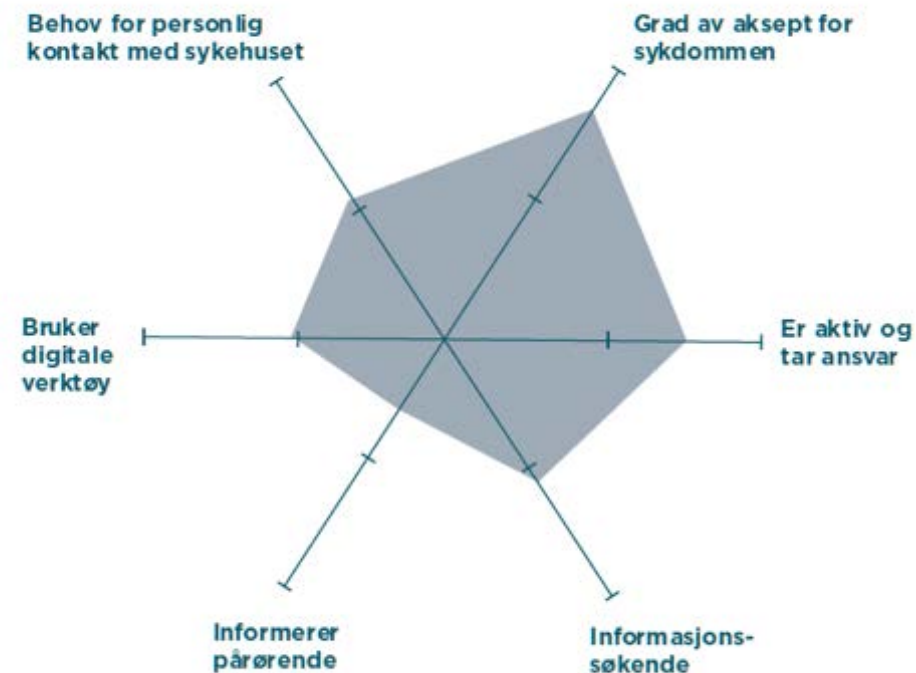 Behov for personlig
kontakt med sykehuset
Grad av aksept for
sykdommen
Bruker
digitale
verktøy
Er aktiv og
tar ansvar
Informerer
pårørende
Informasjons-
søkende